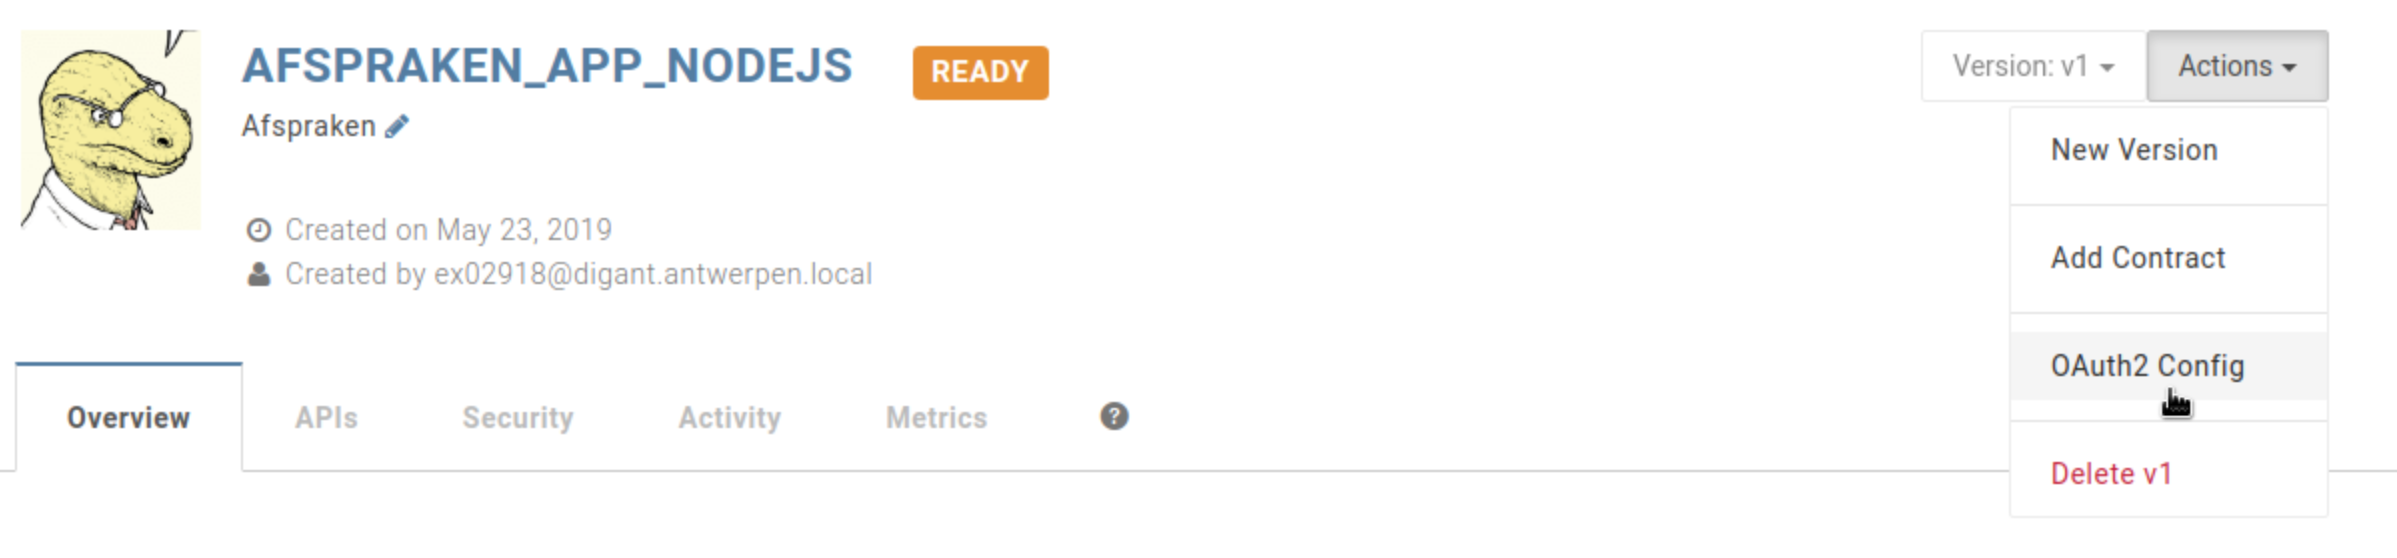 AFSPRAKEN_APP_NODEJS
READY
Version: v1
Actions
Afspraken
New Version
Created on May 23, 2019
Add Contract
Created by ex02918@digant.antwerpen.local
OAuth2 Config
Overview
APIs
Security
Activity
Metrics
?
Delete v1